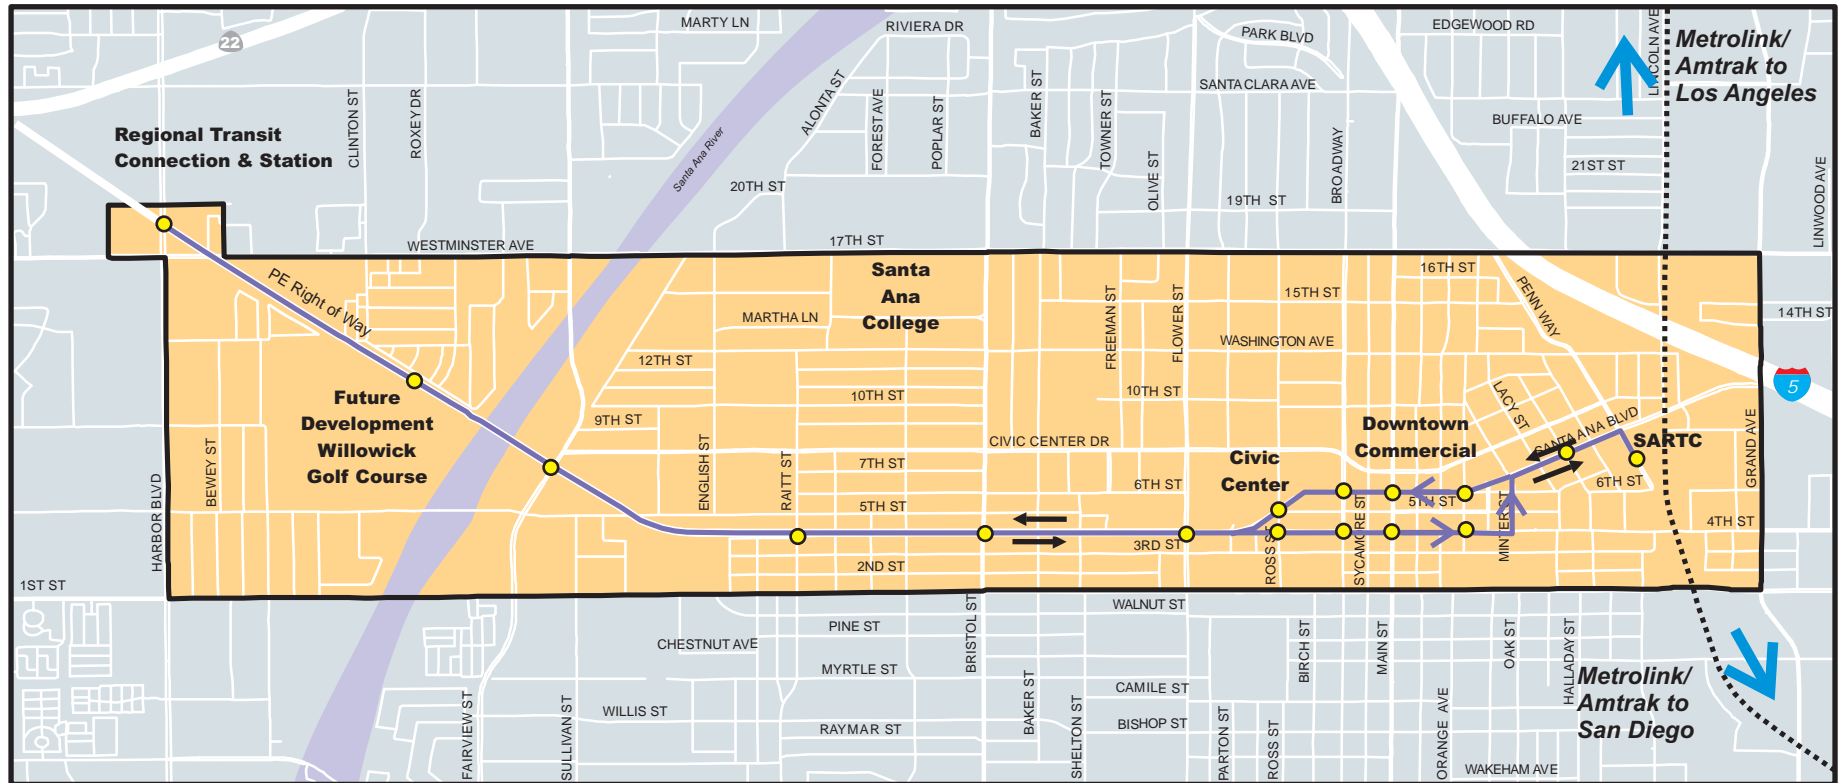 MARTY LN
RIVIERA DR
PARK BLVD
EDGEWOOD RD
LINCOLN AVE
22
Metrolink/
Amtrak to
Los Angeles
SANTA CLARA AVE
CLINTON ST
ROXEY DR
ALONTA ST
FOREST AVE
POPLAR ST
BAKER ST
TOWNER ST
BUFFALO AVE
Regional Transit
Connection & Station
Santa Ana River
OLIVE ST
BROADWAY
21ST ST
20TH ST
19TH ST
LINWOOD AVE
WESTMINSTER AVE
17TH ST
PE Right of Way
Santa
Ana
College
16TH ST
15TH ST
PENN WAY
14TH ST
MARTHA LN
FREEMAN ST
FLOWER ST
WASHINGTON AVE
12TH ST
5
Future
Development
Willowick
Golf Course
10TH ST
10TH ST
LACY ST
9TH ST
Downtown
Commercial
SANTA ANA BLVD
SARTC
GRAND AVE
BEWEY ST
CIVIC CENTER DR
ENGLISH ST
RAITT ST
7TH ST
Civic
Center
6TH ST
6TH ST
HARBOR BLVD
5TH ST
5TH ST
SYCAMORE ST
MINTER ST
4TH ST
3RD ST
ROSS ST
2ND ST
1ST ST
WALNUT ST
PINE ST
BRISTOL ST
CHESTNUT AVE
BIRCH ST
MAIN ST
OAK ST
HALLADAY ST
MYRTLE ST
CAMILE ST
Metrolink/
Amtrak to
San Diego
FAIRVIEW ST
SULLIVAN ST
WILLIS ST
RAYMAR ST
BAKER ST
SHELTON ST
BISHOP ST
PARTON ST
ROSS ST
ORANGE AVE
WAKEHAM AVE